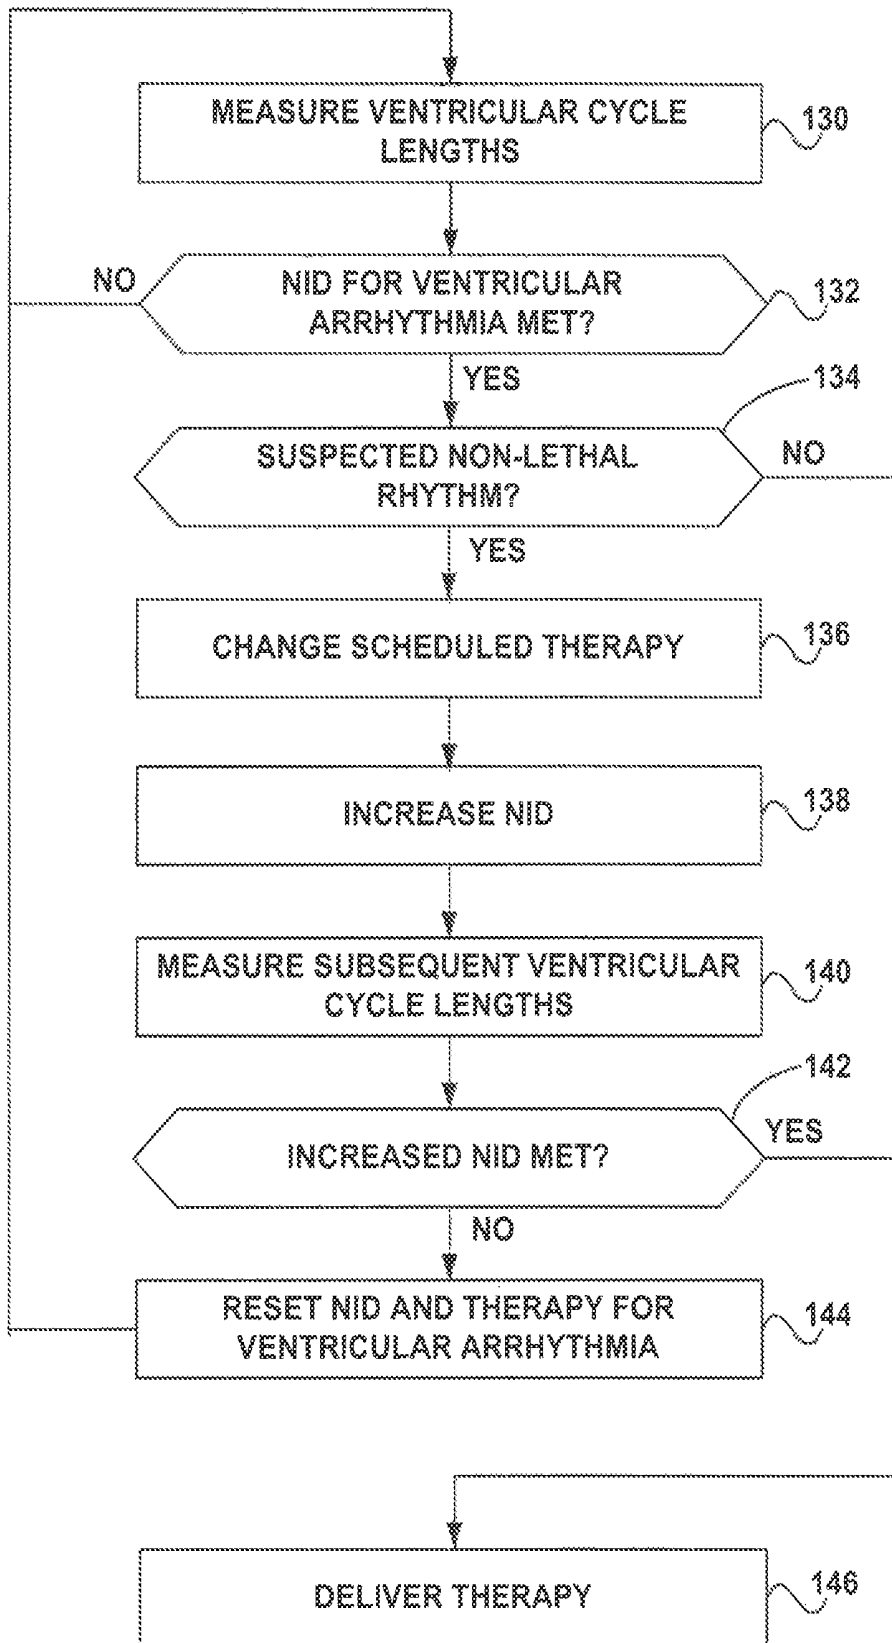 MEASURE VENTRICULAR CYCLE
LENGTHS
130
NO
NID FOR VENTRICULAR
ARRHYTHMIA MET?
132
YES
134
SUSPECTED NON-LETHAL
RHYTHM?
NO
YES
CHANGE SCHEDULED THERAPY
136
INCREASE NID
138
MEASURE SUBSEQUENT VENTRICULAR
CYCLE LENGTHS
140
142
INCREASED NID MET?
YES
NO
RESET NID AND THERAPY FOR
VENTRICULAR ARRHYTHMIA
144
DELIVER THERAPY
146